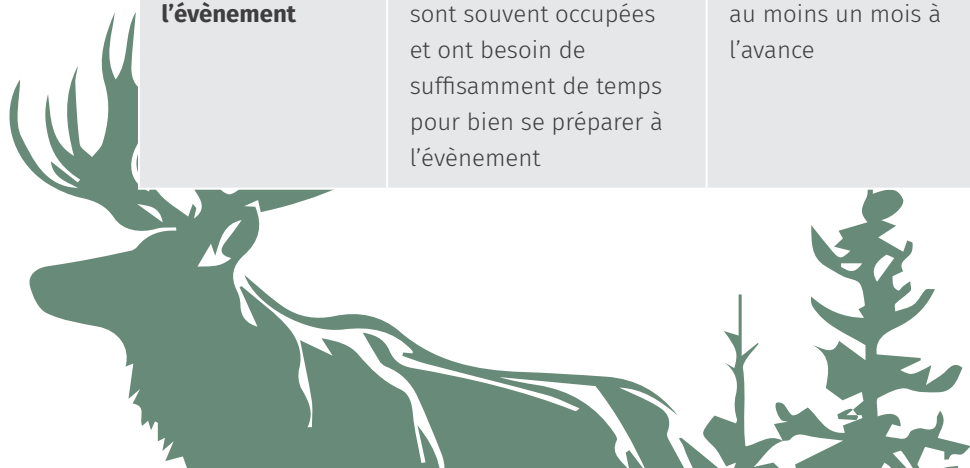 l’évènement
sont souvent occupées
et ont besoin de
suffisamment de temps
pour bien se préparer à
l’évènement
au moins un mois à
l’avance